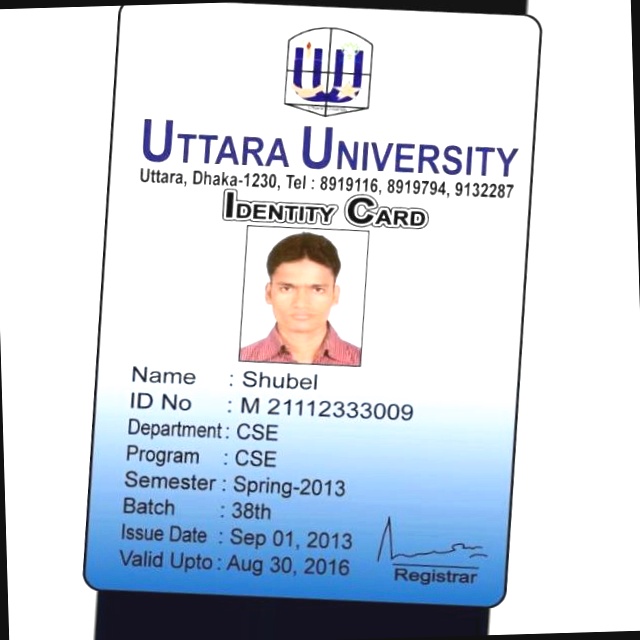 UTTARA UNIVERSITY
Uttara, Dhaka-1230, Tel : 8919116, 8919794, 9132287
IDENTITY CARD
Name : Shubel
ID No : M 21112333009
Department : CSE
Program : CSE
Semester : Spring-2013
Batch : 38th
Issue Date : Sep 01, 2013
Valid Upto : Aug 30, 2016
Registrar